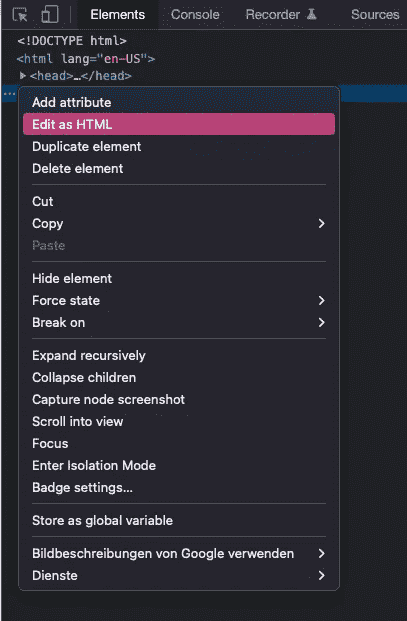 Elements Console Recorder Sources
<!DOCTYPE html>
<html lang="en-US">
<head>…</head>
…
Add attribute
Edit as HTML
Duplicate element
Delete element
Cut
Copy
Paste
Hide element
Force state
Break on
Expand recursively
Collapse children
Capture node screenshot
Scroll into view
Focus
Enter Isolation Mode
Badge settings...
Store as global variable
Bildbeschreibungen von Google verwenden
Dienste